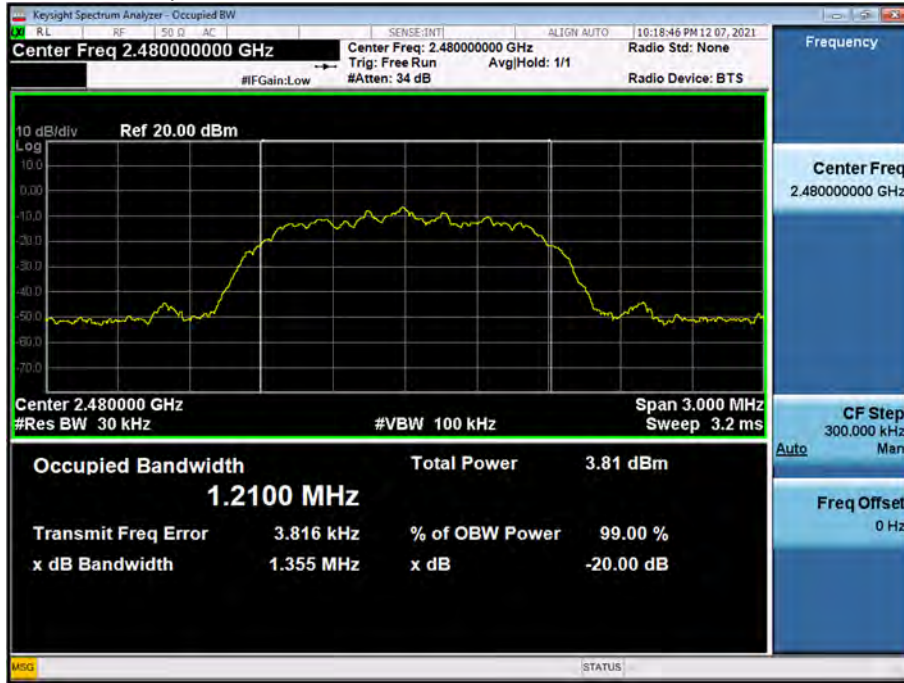 Keysight Spectrum Analyzer - Occupied BW
LXI RL RF 50 Ω AC SENSE:INT ALIGN AUTO 10:18:46 PM 12 07, 2021
Center Freq 2.480000000 GHz Center Freq: 2.480000000 GHz Radio Std: None Frequency
Trig: Free Run Avg|Hold: 1/1
#IFGain:Low #Atten: 34 dB Radio Device: BTS
10 dB/div Ref 20.00 dBm
Log
10.0
0.00
-10.0
-20.0
-30.0
-40.0
-50.0
-60.0
-70.0
Center 2.480000 GHz Span 3.000 MHz
#Res BW 30 kHz #VBW 100 kHz Sweep 3.2 ms
Occupied Bandwidth Total Power 3.81 dBm
1.2100 MHz
Transmit Freq Error 3.816 kHz % of OBW Power 99.00 %
x dB Bandwidth 1.355 MHz x dB -20.00 dB
Center Freq
2.480000000 GHz
CF Step
300.000 kHz
Auto Man
Freq Offset
0 Hz
MSG STATUS